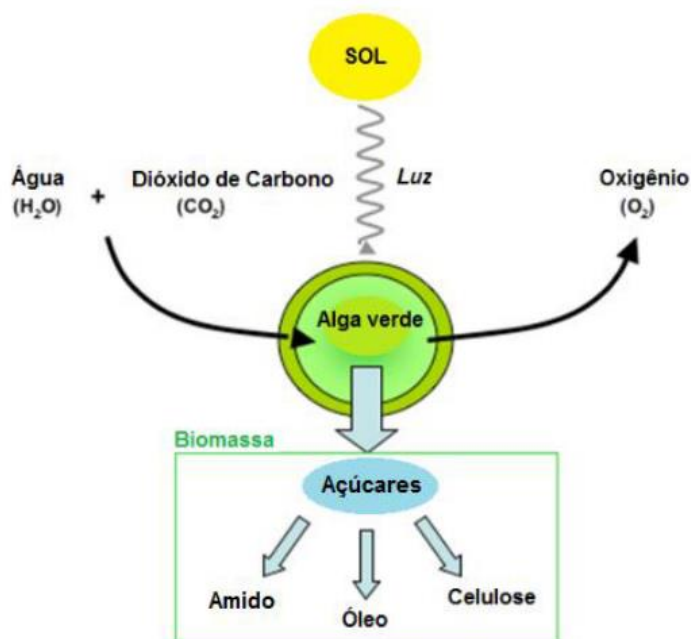 SOL
Luz
Água
(H₂O)
+
Dióxido de Carbono
(CO₂)
Oxigênio
(O₂)
Alga verde
Biomassa
Açúcares
Amido
Óleo
Celulose